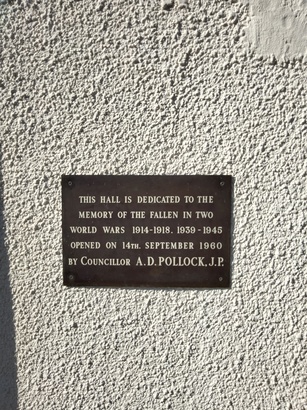 THIS HALL IS DEDICATED TO THE
MEMORY OF THE FALLEN IN TWO
WORLD WARS 1914-1918. 1939-1945
OPENED ON 14TH. SEPTEMBER 1960
BY COUNCILLOR A.D.POLLOCK, J.P.